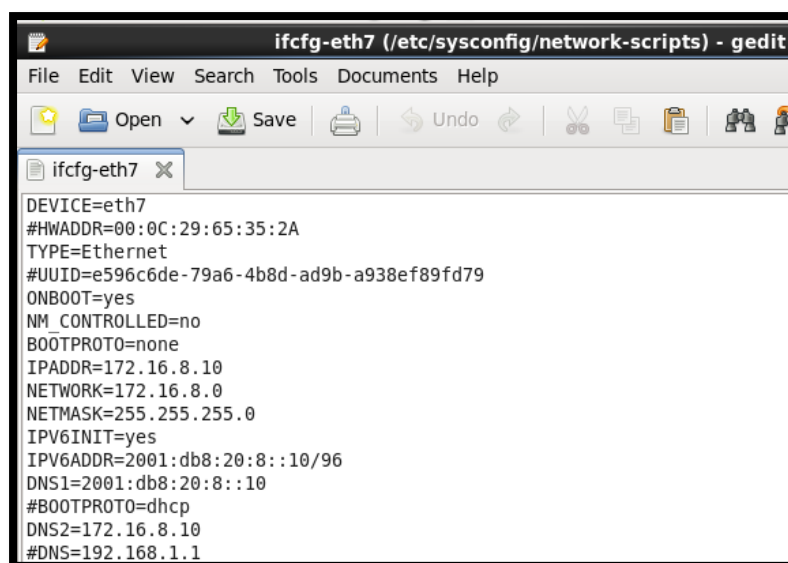 ifcfg-eth7 (/etc/sysconfig/network-scripts) - gedit
File Edit View Search Tools Documents Help
Open Save Undo
ifcfg-eth7
DEVICE=eth7
#HWADDR=00:0C:29:65:35:2A
TYPE=Ethernet
#UUID=e596c6de-79a6-4b8d-ad9b-a938ef89fd79
ONBOOT=yes
NM_CONTROLLED=no
BOOTPROTO=none
IPADDR=172.16.8.10
NETWORK=172.16.8.0
NETMASK=255.255.255.0
IPV6INIT=yes
IPV6ADDR=2001:db8:20:8::10/96
DNS1=2001:db8:20:8::10
#BOOTPROTO=dhcp
DNS2=172.16.8.10
#DNS=192.168.1.1